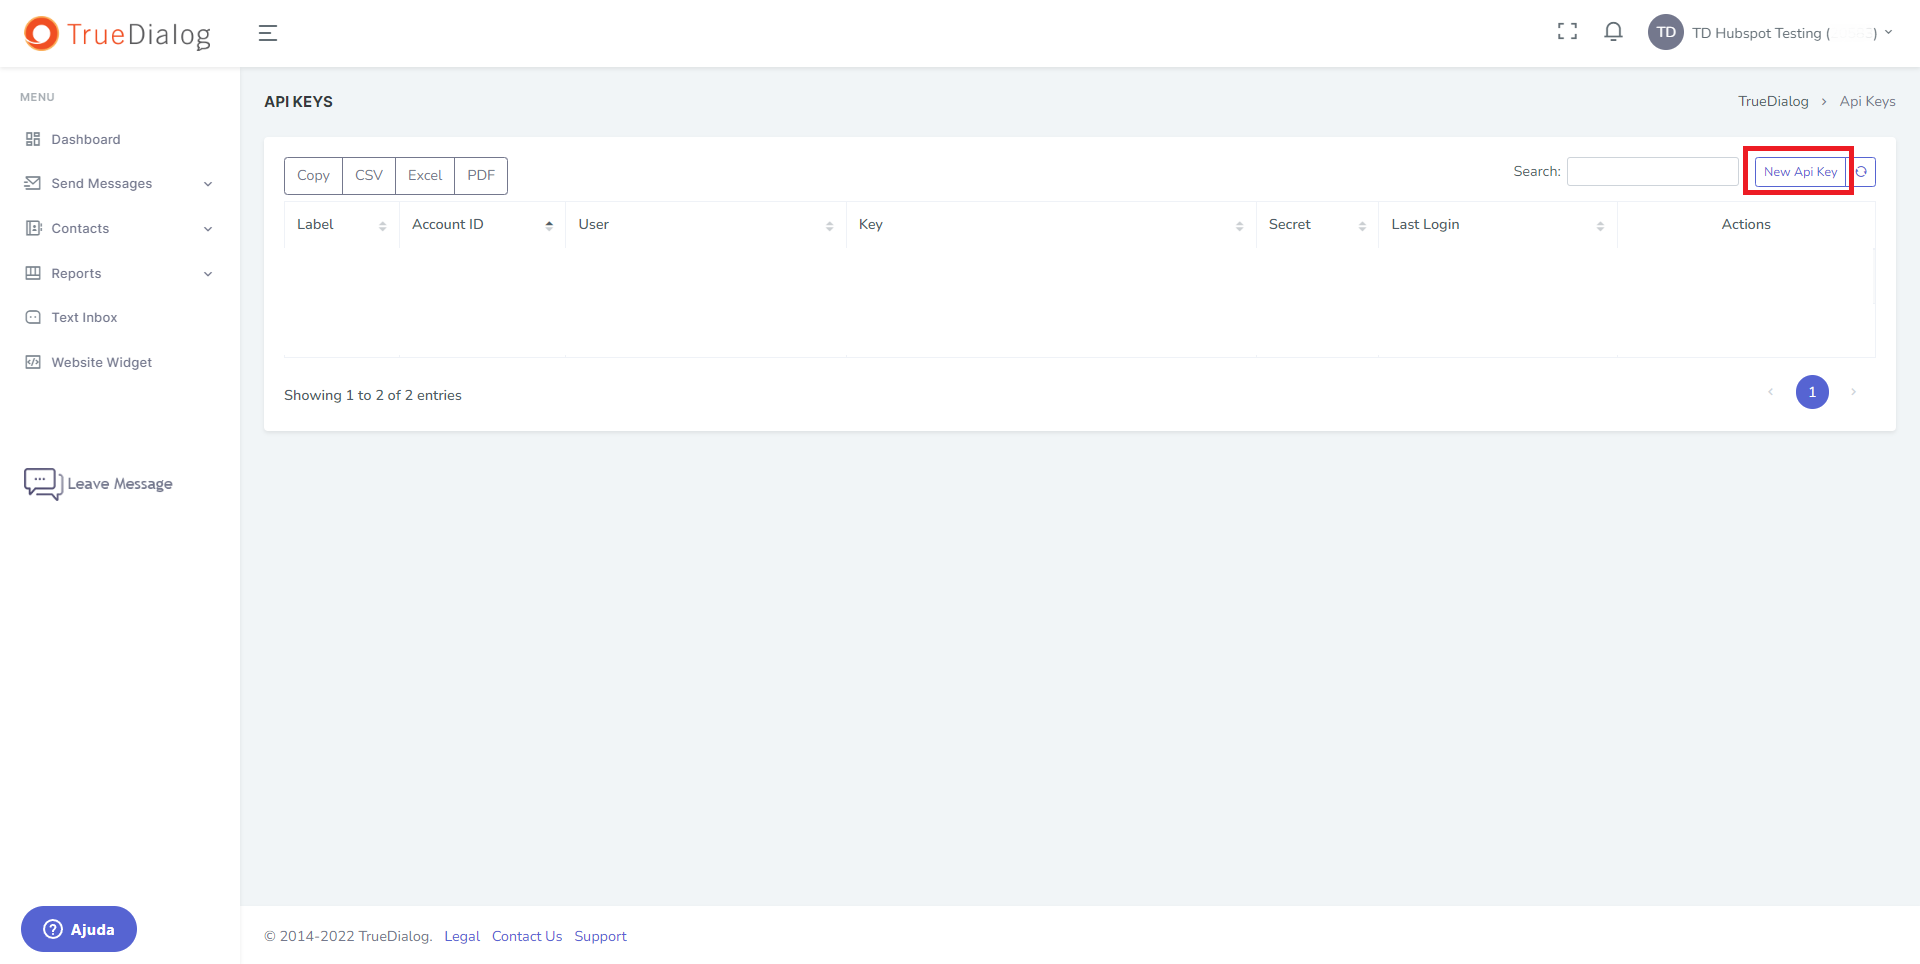 TrueDialog
TD TD Hubspot Testing ( )
MENU
Dashboard
Send Messages
Contacts
Reports
Text Inbox
Website Widget
Leave Message
Ajuda
API KEYS
TrueDialog > Api Keys
Copy CSV Excel PDF
Search: New Api Key
Label Account ID User Key Secret Last Login Actions
Showing 1 to 2 of 2 entries
‹ 1 ›
© 2014-2022 TrueDialog. Legal Contact Us Support